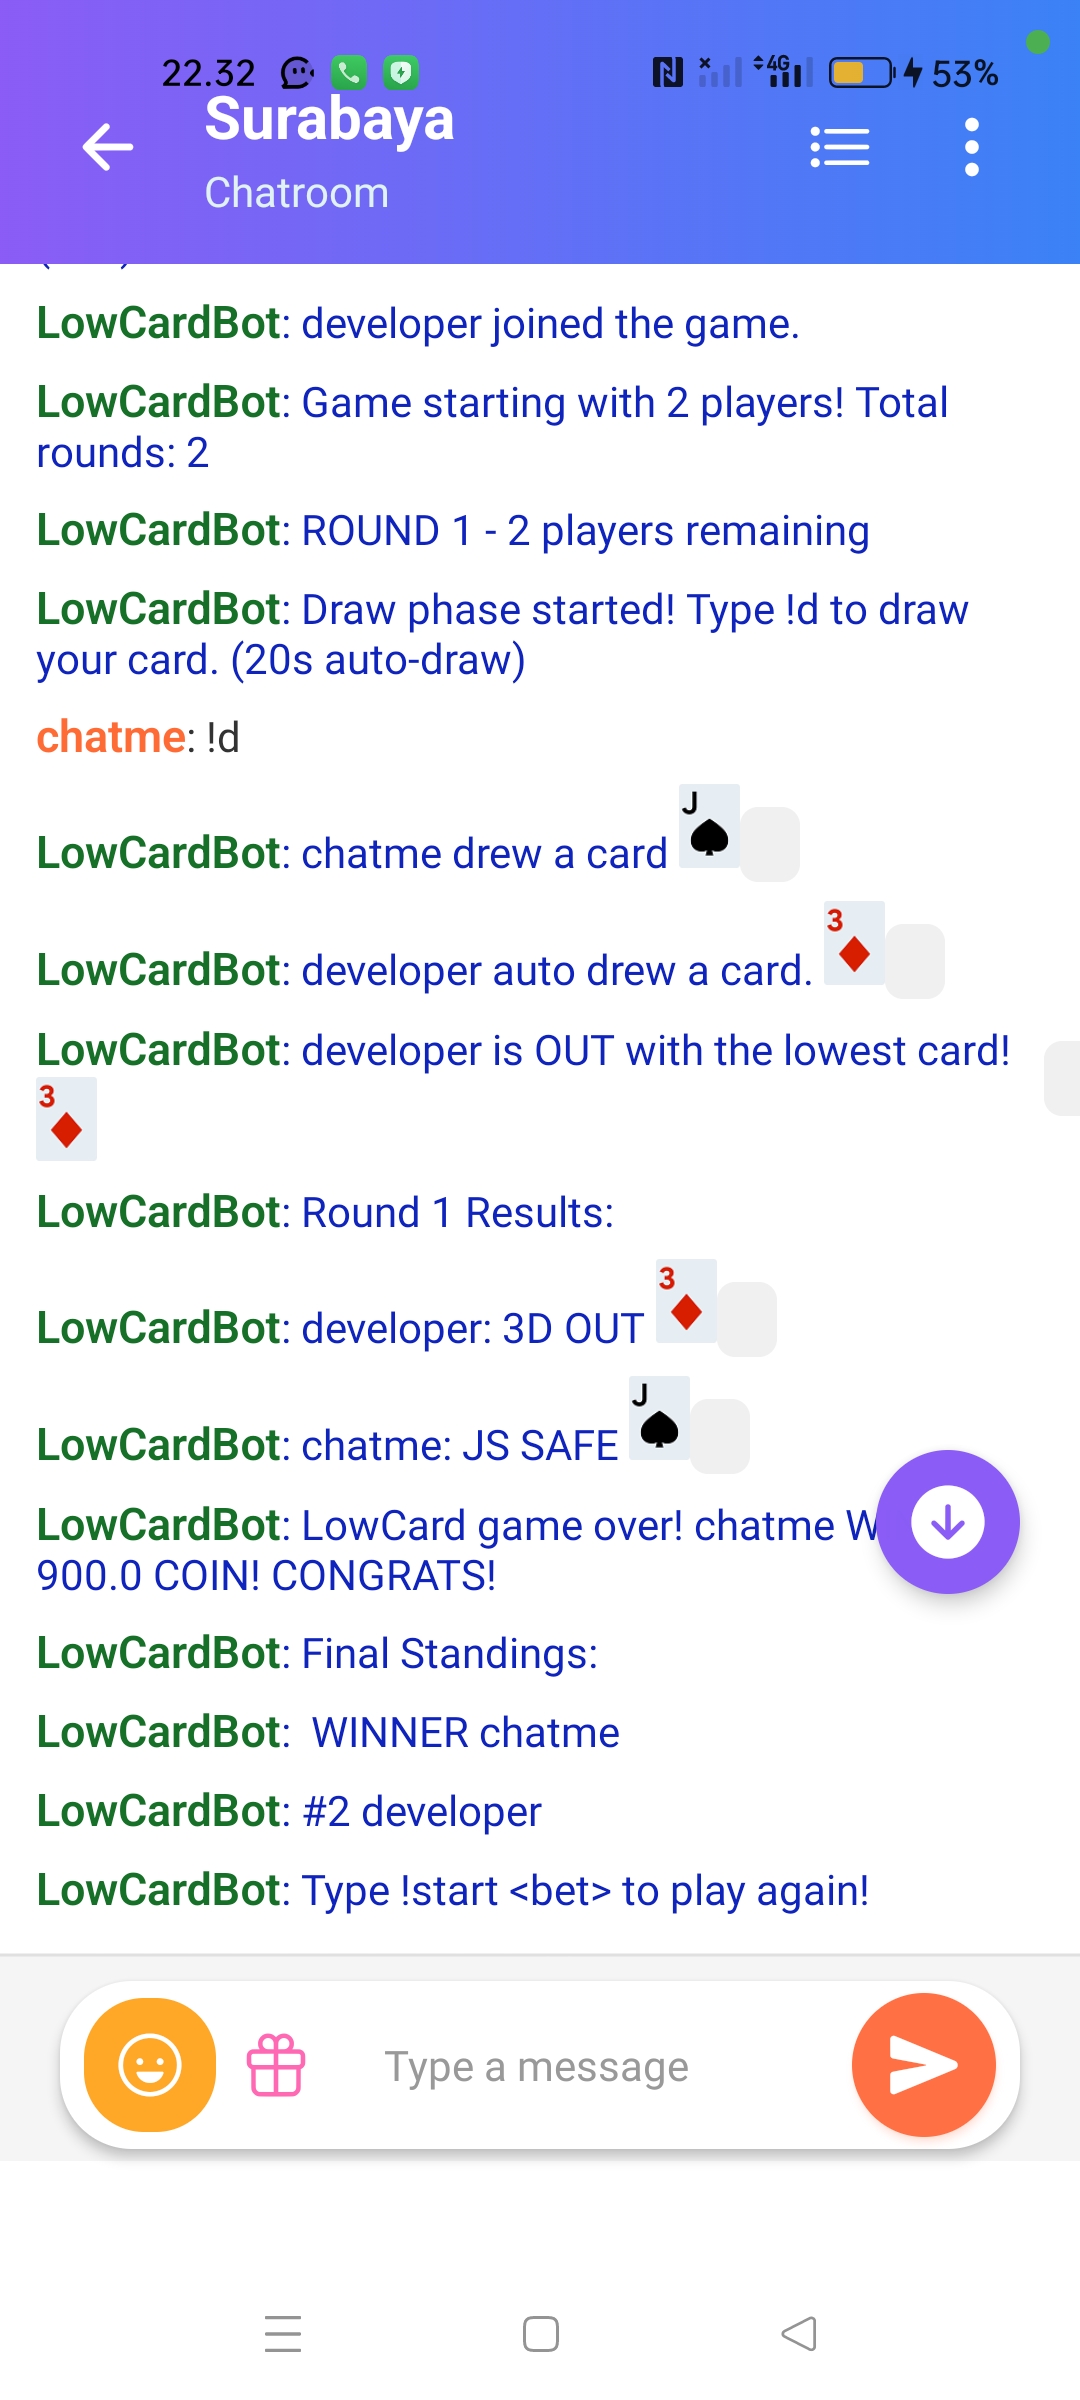 22.32
4G
53%
Surabaya
Chatroom
LowCardBot: developer joined the game.
LowCardBot: Game starting with 2 players! Total
rounds: 2
LowCardBot: ROUND 1 - 2 players remaining
LowCardBot: Draw phase started! Type !d to draw
your card. (20s auto-draw)
chatme: !d
LowCardBot: chatme drew a card J
LowCardBot: developer auto drew a card. 3
LowCardBot: developer is OUT with the lowest card!
3
LowCardBot: Round 1 Results:
LowCardBot: developer: 3D OUT 3
LowCardBot: chatme: JS SAFE J
LowCardBot: LowCard game over! chatme
900.0 COIN! CONGRATS!
LowCardBot: Final Standings:
LowCardBot: WINNER chatme
LowCardBot: #2 developer
LowCardBot: Type !start <bet> to play again!
Type a message